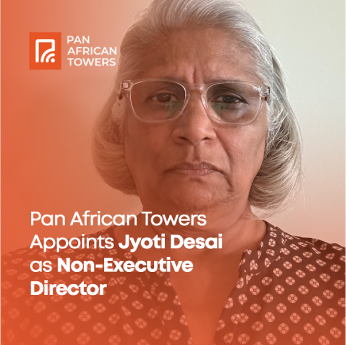 PAN
AFRICAN
TOWERS
Pan African Towers
Appoints Jyoti Desai
as Non-Executive
Director